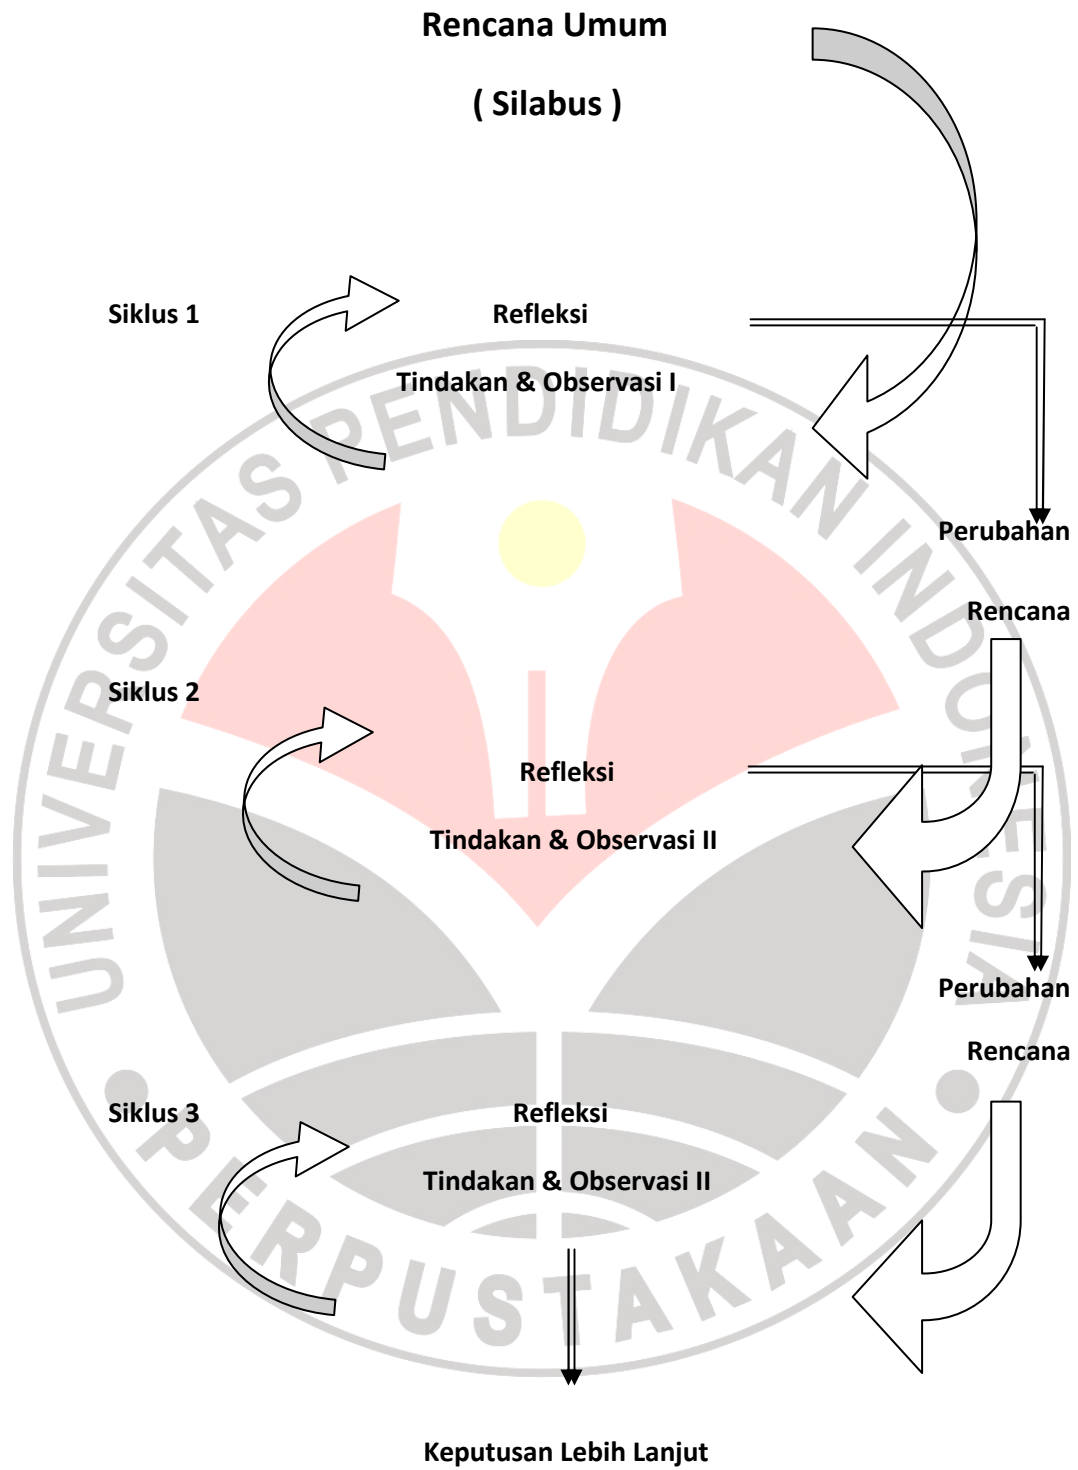 Rencana Umum
( Silabus )
Siklus 1
Refleksi
Tindakan & Observasi I
Perubahan
Rencana
Siklus 2
Refleksi
Tindakan & Observasi II
Perubahan
Rencana
Siklus 3
Refleksi
Tindakan & Observasi II
Keputusan Lebih Lanjut
UNIVERSITAS PENDIDIKAN INDONESIA
PERPUSTAKAAN